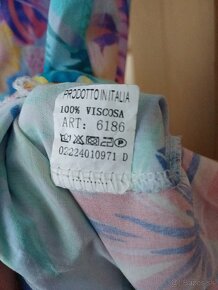 PRODOTTO IN ITALIA
100% VISCOSA
ART: 6186
02224010971 D